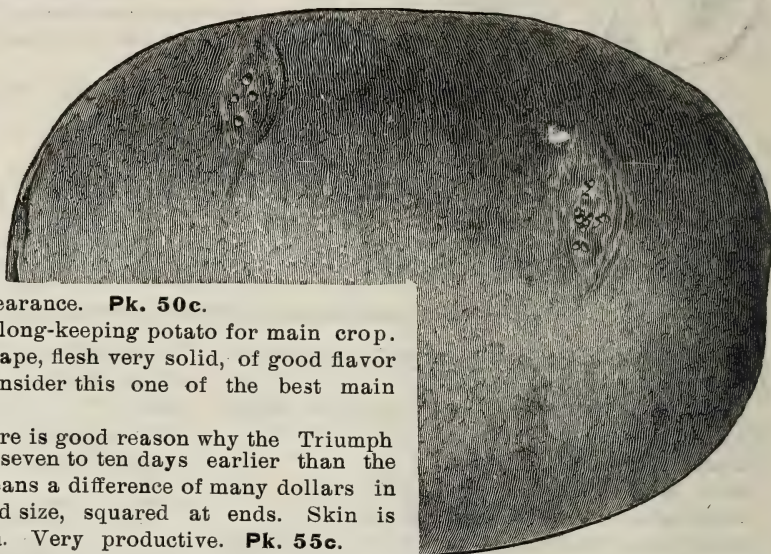 earance. Pk. 50c.
long-keeping potato for main crop.
ape, flesh very solid, of good flavor
nsider this one of the best main
re is good reason why the Triumph
seven to ten days earlier than the
ans a difference of many dollars in
d size, squared at ends. Skin is
. Very productive. Pk. 55c.